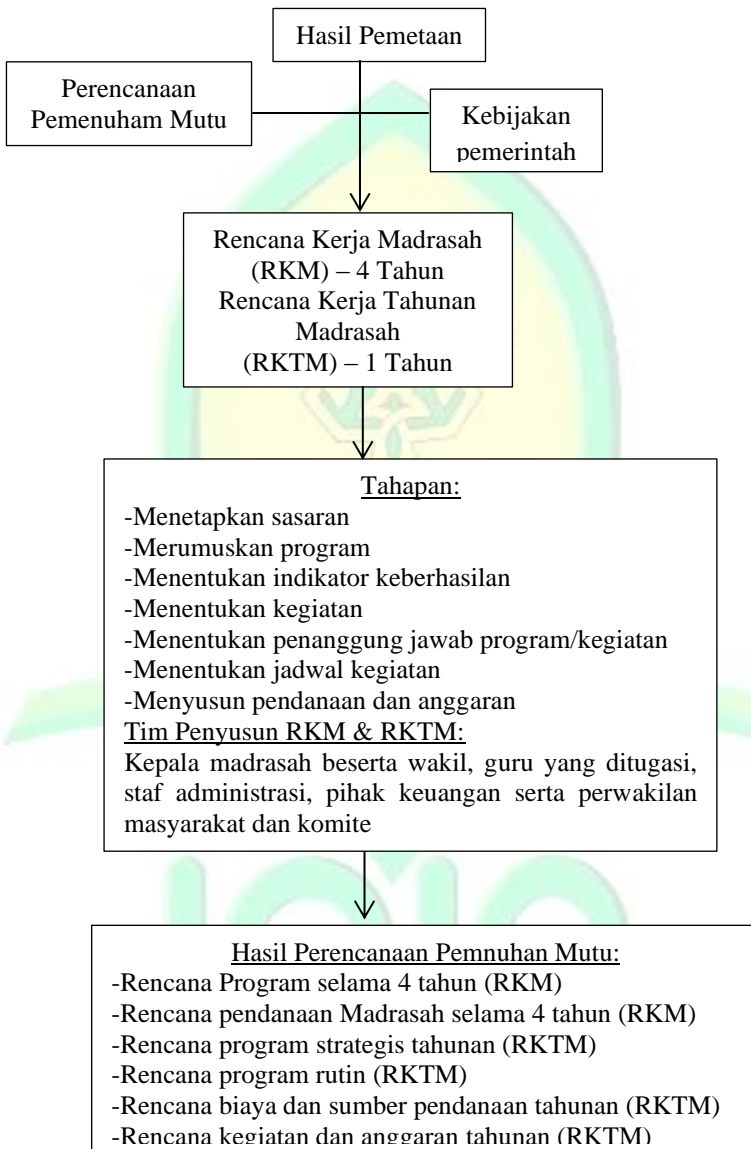 Hasil Pemetaan
Perencanaan
Pemenuham Mutu
Kebijakan
pemerintah
Rencana Kerja Madrasah
(RKM) – 4 Tahun
Rencana Kerja Tahunan
Madrasah
(RKTM) – 1 Tahun
Tahapan:
-Menetapkan sasaran
-Merumuskan program
-Menentukan indikator keberhasilan
-Menentukan kegiatan
-Menentukan penanggung jawab program/kegiatan
-Menentukan jadwal kegiatan
-Menyusun pendanaan dan anggaran
Tim Penyusun RKM & RKTM:
Kepala madrasah beserta wakil, guru yang ditugasi,
staf administrasi, pihak keuangan serta perwakilan
masyarakat dan komite
Hasil Perencanaan Pemnuhan Mutu:
-Rencana Program selama 4 tahun (RKM)
-Rencana pendanaan Madrasah selama 4 tahun (RKM)
-Rencana program strategis tahunan (RKTM)
-Rencana program rutin (RKTM)
-Rencana biaya dan sumber pendanaan tahunan (RKTM)
-Rencana kegiatan dan anggaran tahunan (RKTM)